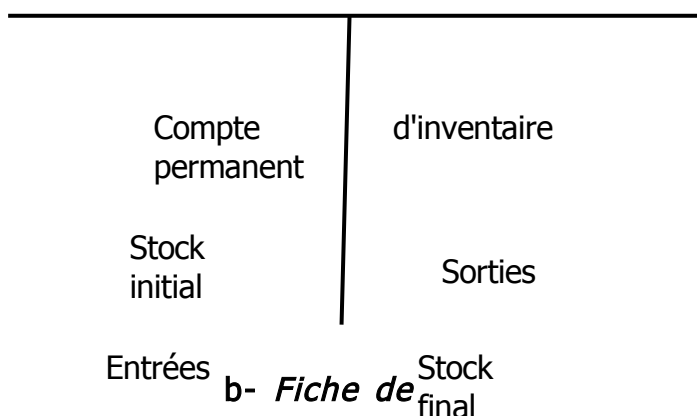 Compte d'inventaire
permanent
Stock
initial
Sorties
Entrées
b- Fiche de
Stock
final